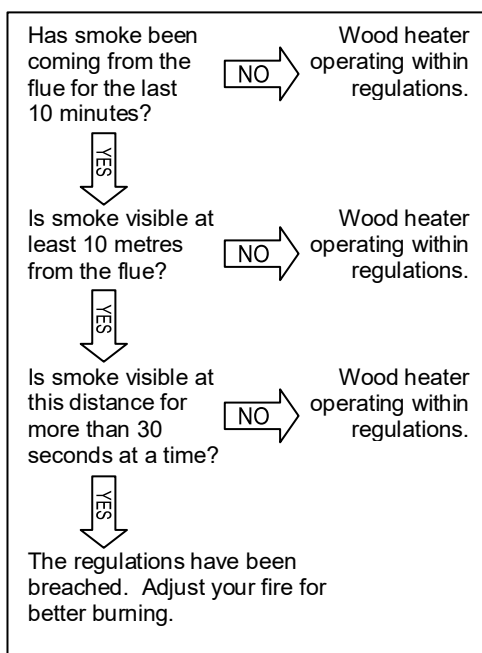 Has smoke been
coming from the
flue for the last
10 minutes?
NO
Wood heater
operating within
regulations.
YES
Is smoke visible at
least 10 metres
from the flue?
NO
Wood heater
operating within
regulations.
YES
Is smoke visible at
this distance for
more than 30
seconds at a time?
NO
Wood heater
operating within
regulations.
YES
The regulations have been
breached.  Adjust your fire for
better burning.